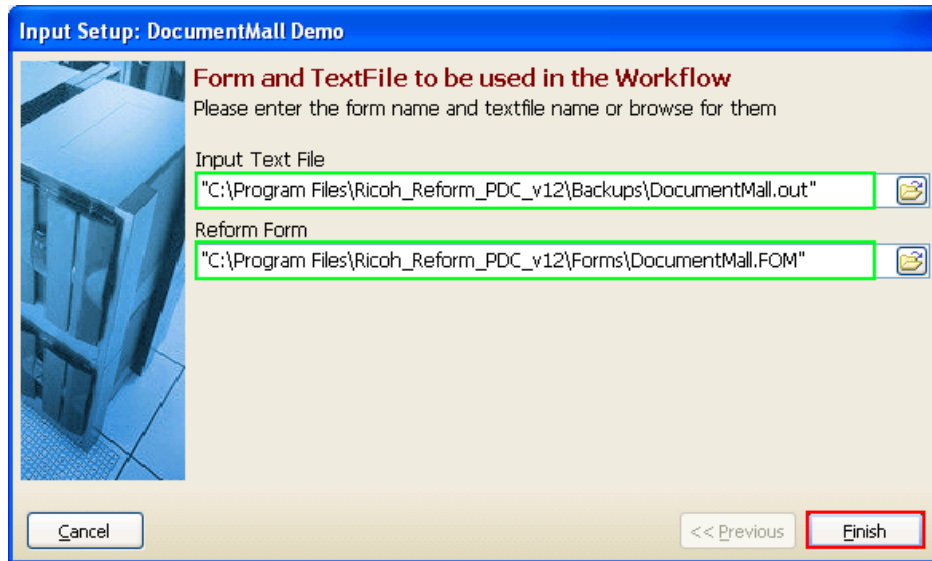 Input Setup: DocumentMall Demo
Form and TextFile to be used in the Workflow
Please enter the form name and textfile name or browse for them
Input Text File
"C:\Program Files\Ricoh_Reform_PDC_v12\Backups\DocumentMall.out"
Reform Form
"C:\Program Files\Ricoh_Reform_PDC_v12\Forms\DocumentMall.FOM"
Cancel
<< Previous
Finish